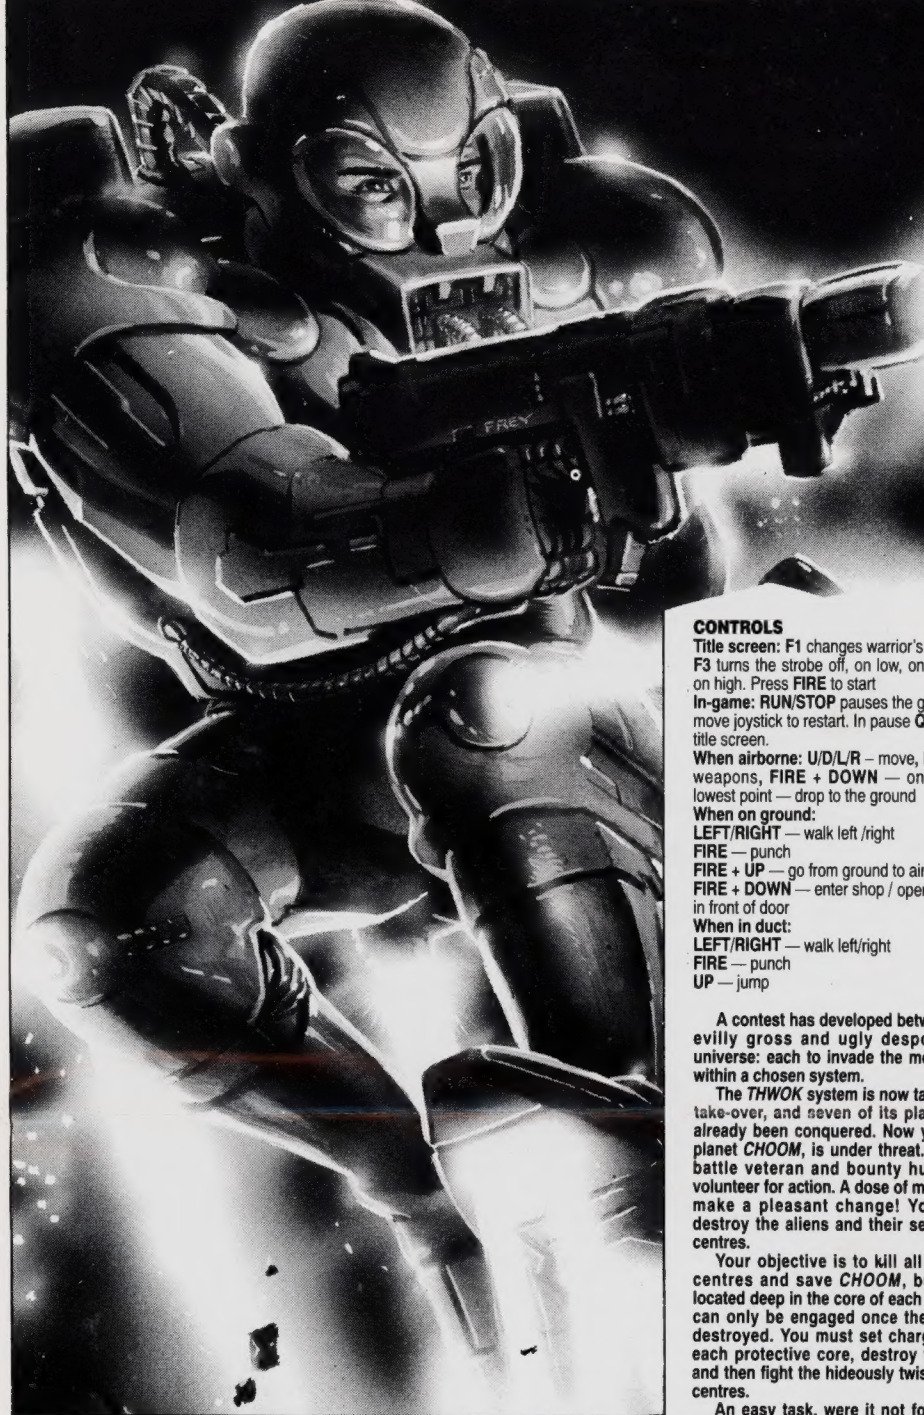 FREY
CONTROLS
Title screen: F1 changes warrior's
F3 turns the strobe off, on low, on
on high. Press FIRE to start
In-game: RUN/STOP pauses the g
move joystick to restart. In pause Q
title screen.
When airborne: U/D/L/R – move,
weapons, FIRE + DOWN — on
lowest point — drop to the ground
When on ground:
LEFT/RIGHT — walk left /right
FIRE — punch
FIRE + UP — go from ground to air
FIRE + DOWN — enter shop / oper
in front of door
When in duct:
LEFT/RIGHT — walk left/right
FIRE — punch
UP — jump
A contest has developed betw
evilly gross and ugly despe
universe: each to invade the mo
within a chosen system.
The THWOK system is now ta
take-over, and seven of its pla
already been conquered. Now y
planet CHOOM, is under threat.
battle veteran and bounty hu
volunteer for action. A dose of m
make a pleasant change! Yo
destroy the aliens and their se
centres.
Your objective is to kill all
centres and save CHOOM, b
located deep in the core of each
can only be engaged once the
destroyed. You must set charg
each protective core, destroy
and then fight the hideously twis
centres.
An easy task, were it not fo